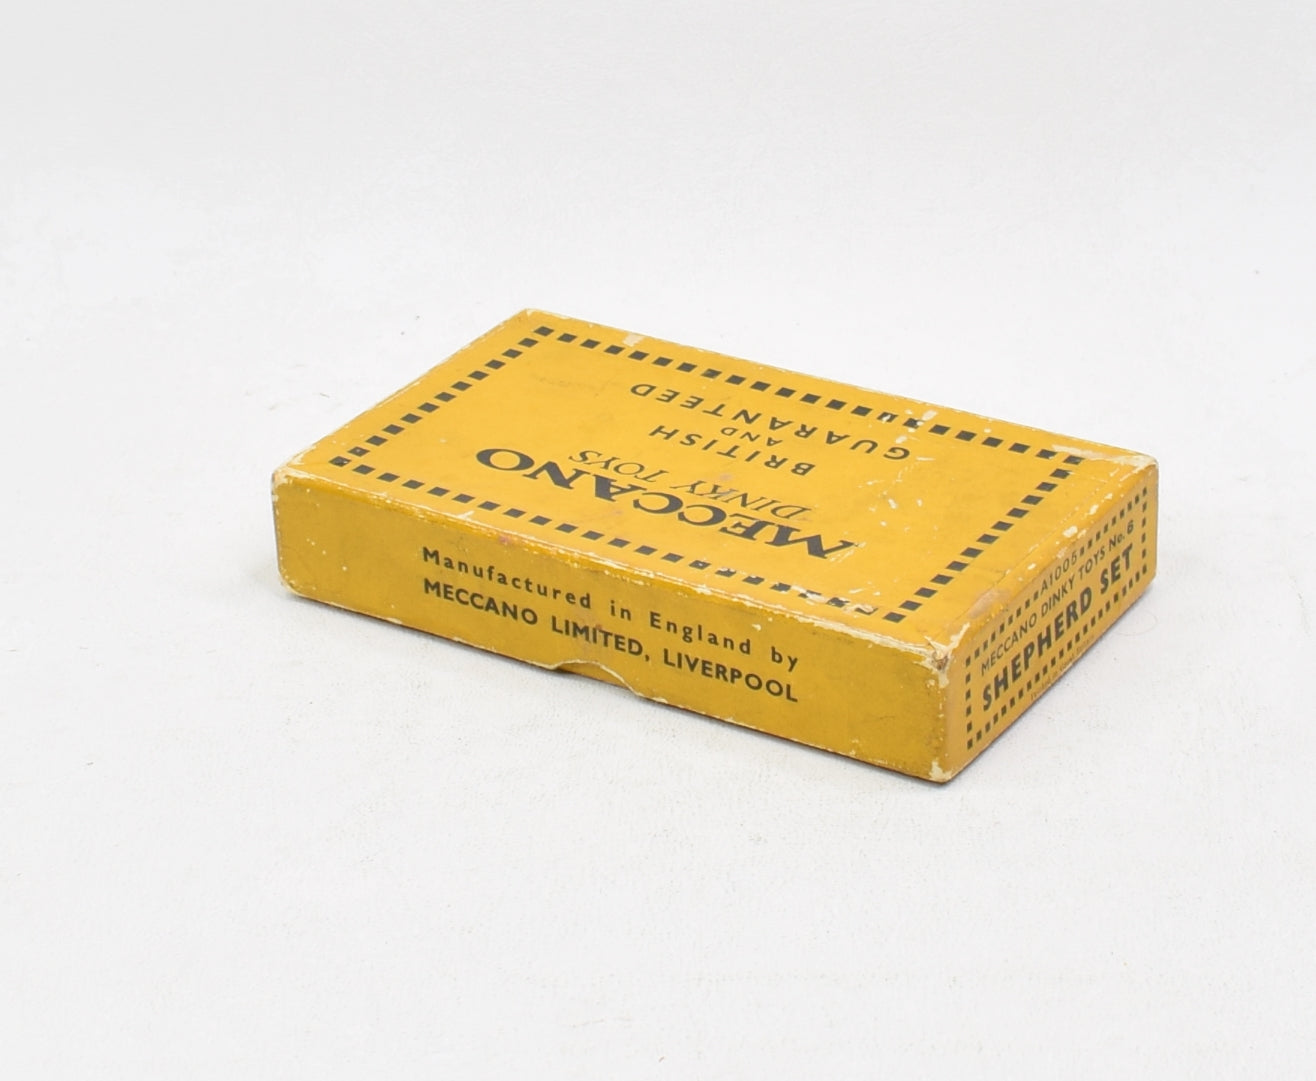 MECCANO
DINKY TOYS
BRITISH
AND
GUARANTEED
Manufactured in England by
MECCANO LIMITED, LIVERPOOL
A1005
MECCANO DINKY TOYS No. 6
SHEPHERD SET